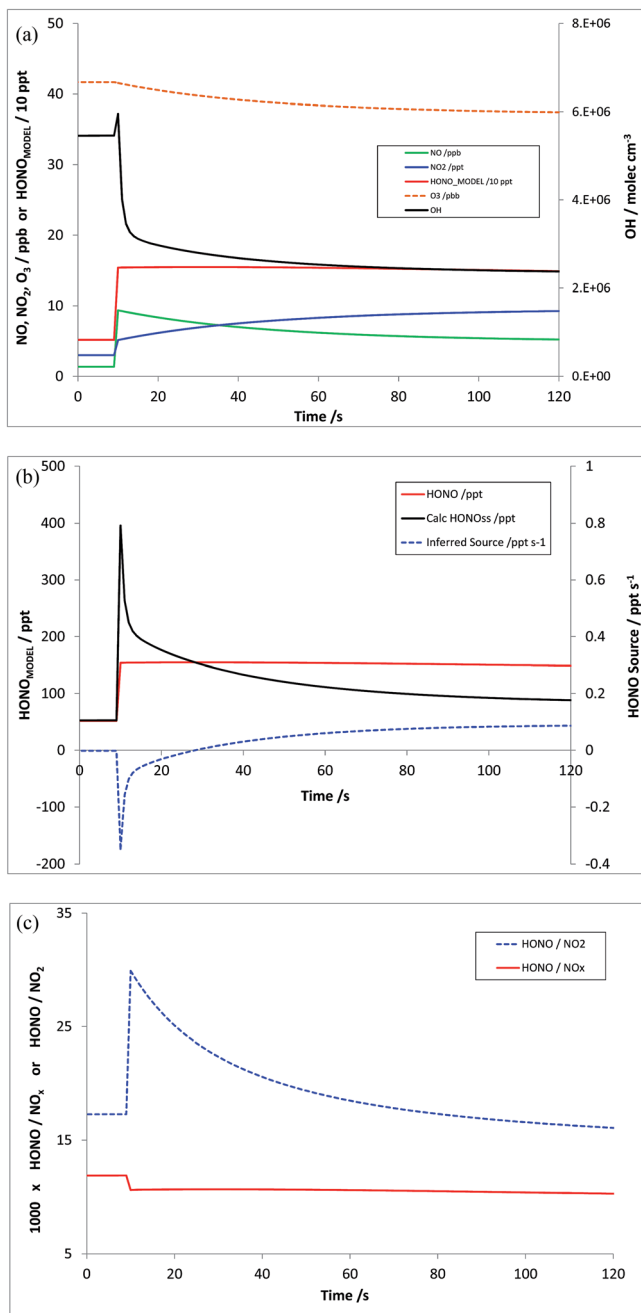 (a)
50
40
30
20
10
0
NO, NO2, O3 / ppb or HONOMODEL / 10 ppt
8.E+06
6.E+06
4.E+06
2.E+06
0.E+00
OH / molec cm-3
NO /ppb
NO2 /ppt
HONO_MODEL /10 ppt
O3 /pbb
OH
0 20 40 60 80 100 120
Time /s
(b)
500
400
300
200
100
0
-100
-200
HONOMODEL / ppt
1
0.8
0.6
0.4
0.2
0
-0.2
-0.4
HONO Source / ppt s-1
HONO /ppt
Calc HONOss /ppt
Inferred Source /ppt s-1
0 20 40 60 80 100 120
Time /s
(c)
35
25
15
5
1000 x HONO / NOx or HONO / NO2
HONO / NO2
HONO / NOx
0 20 40 60 80 100 120
Time /s